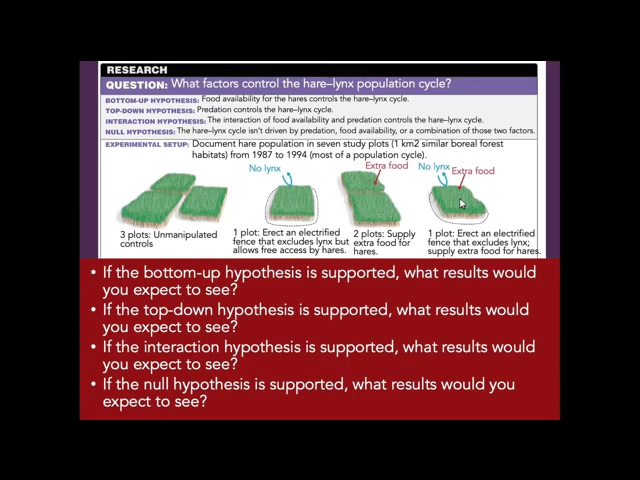 RESEARCH
QUESTION: What factors control the hare–lynx population cycle?
BOTTOM-UP HYPOTHESIS: Food availability for the hares controls the hare–lynx cycle.
TOP-DOWN HYPOTHESIS: Predation controls the hare–lynx cycle.
INTERACTION HYPOTHESIS: The interaction of food availability and predation controls the hare–lynx cycle.
NULL HYPOTHESIS: The hare–lynx cycle isn't driven by predation, food availability, or a combination of those two factors.
EXPERIMENTAL SETUP: Document hare population in seven study plots (1 km2 similar boreal forest
habitats) from 1987 to 1994 (most of a population cycle).
No lynx
Extra food
No lynx
Extra food
3 plots: Unmanipulated
controls
1 plot: Erect an electrified
fence that excludes lynx but
allows free access by hares.
2 plots: Supply
extra food for
hares.
1 plot: Erect an electrified
fence that excludes lynx;
supply extra food for hares.
• If the bottom-up hypothesis is supported, what results would
you expect to see?
• If the top-down hypothesis is supported, what results would
you expect to see?
• If the interaction hypothesis is supported, what results would
you expect to see?
• If the null hypothesis is supported, what results would you
expect to see?